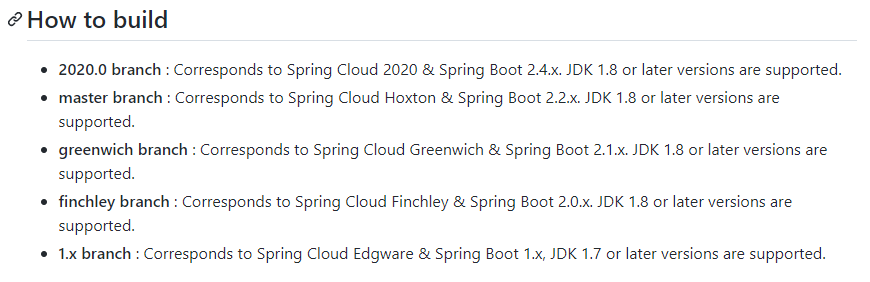 How to build
2020.0 branch : Corresponds to Spring Cloud 2020 & Spring Boot 2.4.x. JDK 1.8 or later versions are supported.
master branch : Corresponds to Spring Cloud Hoxton & Spring Boot 2.2.x. JDK 1.8 or later versions are
supported.
greenwich branch : Corresponds to Spring Cloud Greenwich & Spring Boot 2.1.x. JDK 1.8 or later versions are
supported.
finchley branch : Corresponds to Spring Cloud Finchley & Spring Boot 2.0.x. JDK 1.8 or later versions are
supported.
1.x branch : Corresponds to Spring Cloud Edgware & Spring Boot 1.x, JDK 1.7 or later versions are supported.